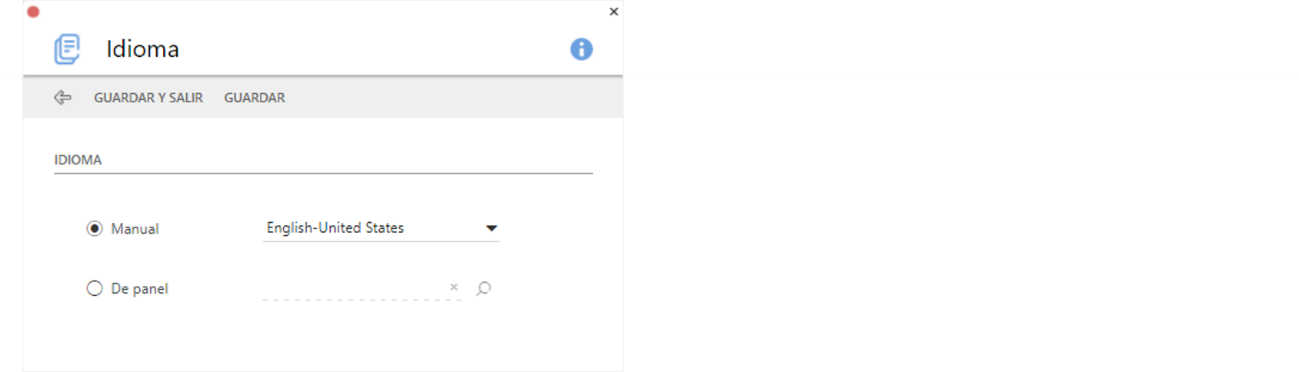 Idioma
GUARDAR Y SALIR GUARDAR
IDIOMA
Manual English-United States
De panel